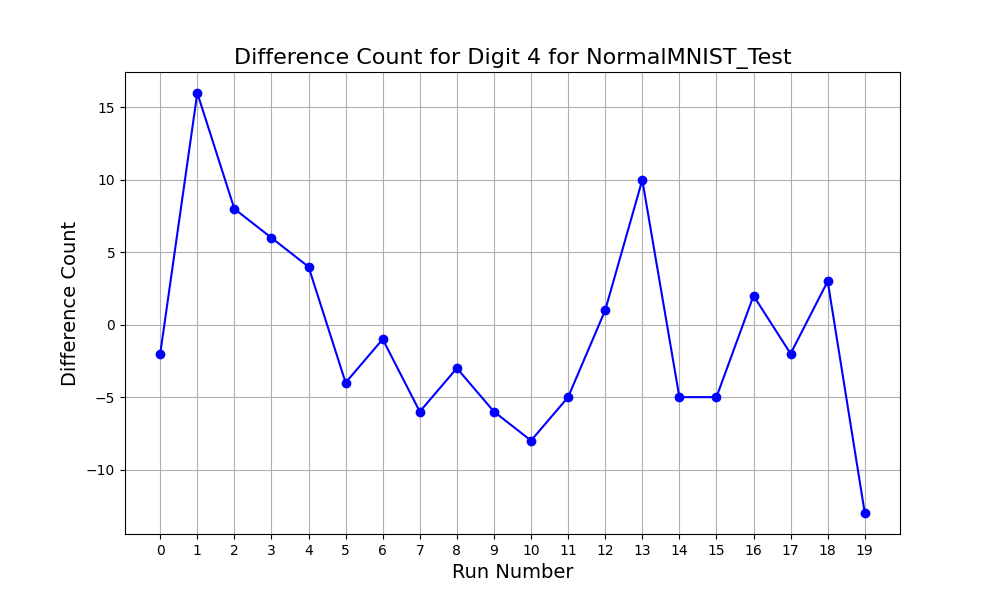 Difference Count for Digit 4 for NormalMNIST_Test
Difference Count
15
10
5
0
−5
−10
0 1 2 3 4 5 6 7 8 9 10 11 12 13 14 15 16 17 18 19
Run Number